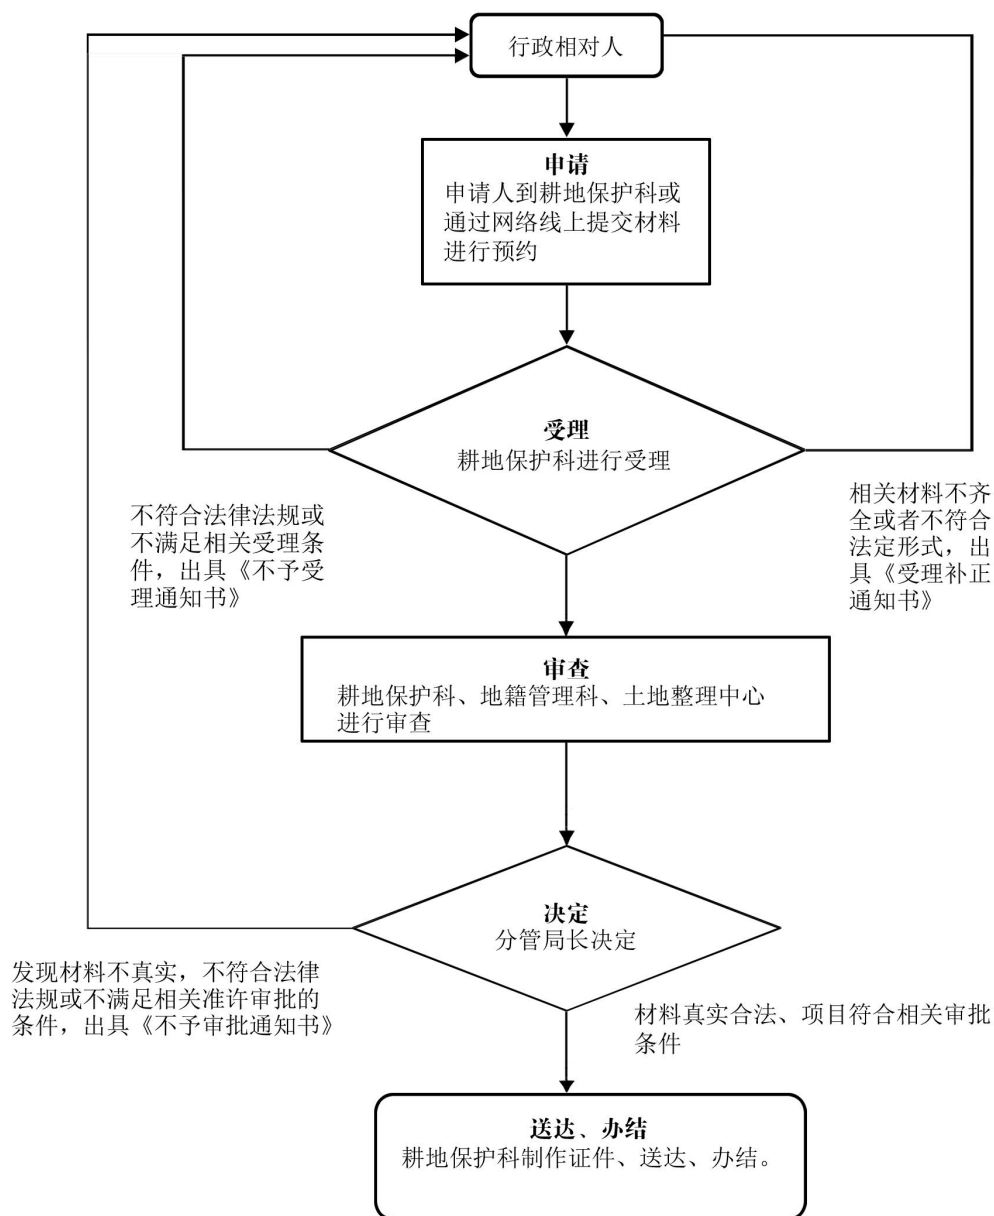 行政相对人
申请
申请人到耕地保护科或
通过网络线上提交材料
进行预约
受理
耕地保护科进行受理
不符合法律法规或
不满足相关受理条
件，出具《不予受
理通知书》
相关材料不齐
全或者不符合
法定形式，出
具《受理补正
通知书》
审查
耕地保护科、地籍管理科、土地整理中心
进行审查
决定
分管局长决定
发现材料不真实，不符合法律
法规或不满足相关准许审批的
条件，出具《不予审批通知书》
材料真实合法、项目符合相关审批
条件
送达、办结
耕地保护科制作证件、送达、办结。